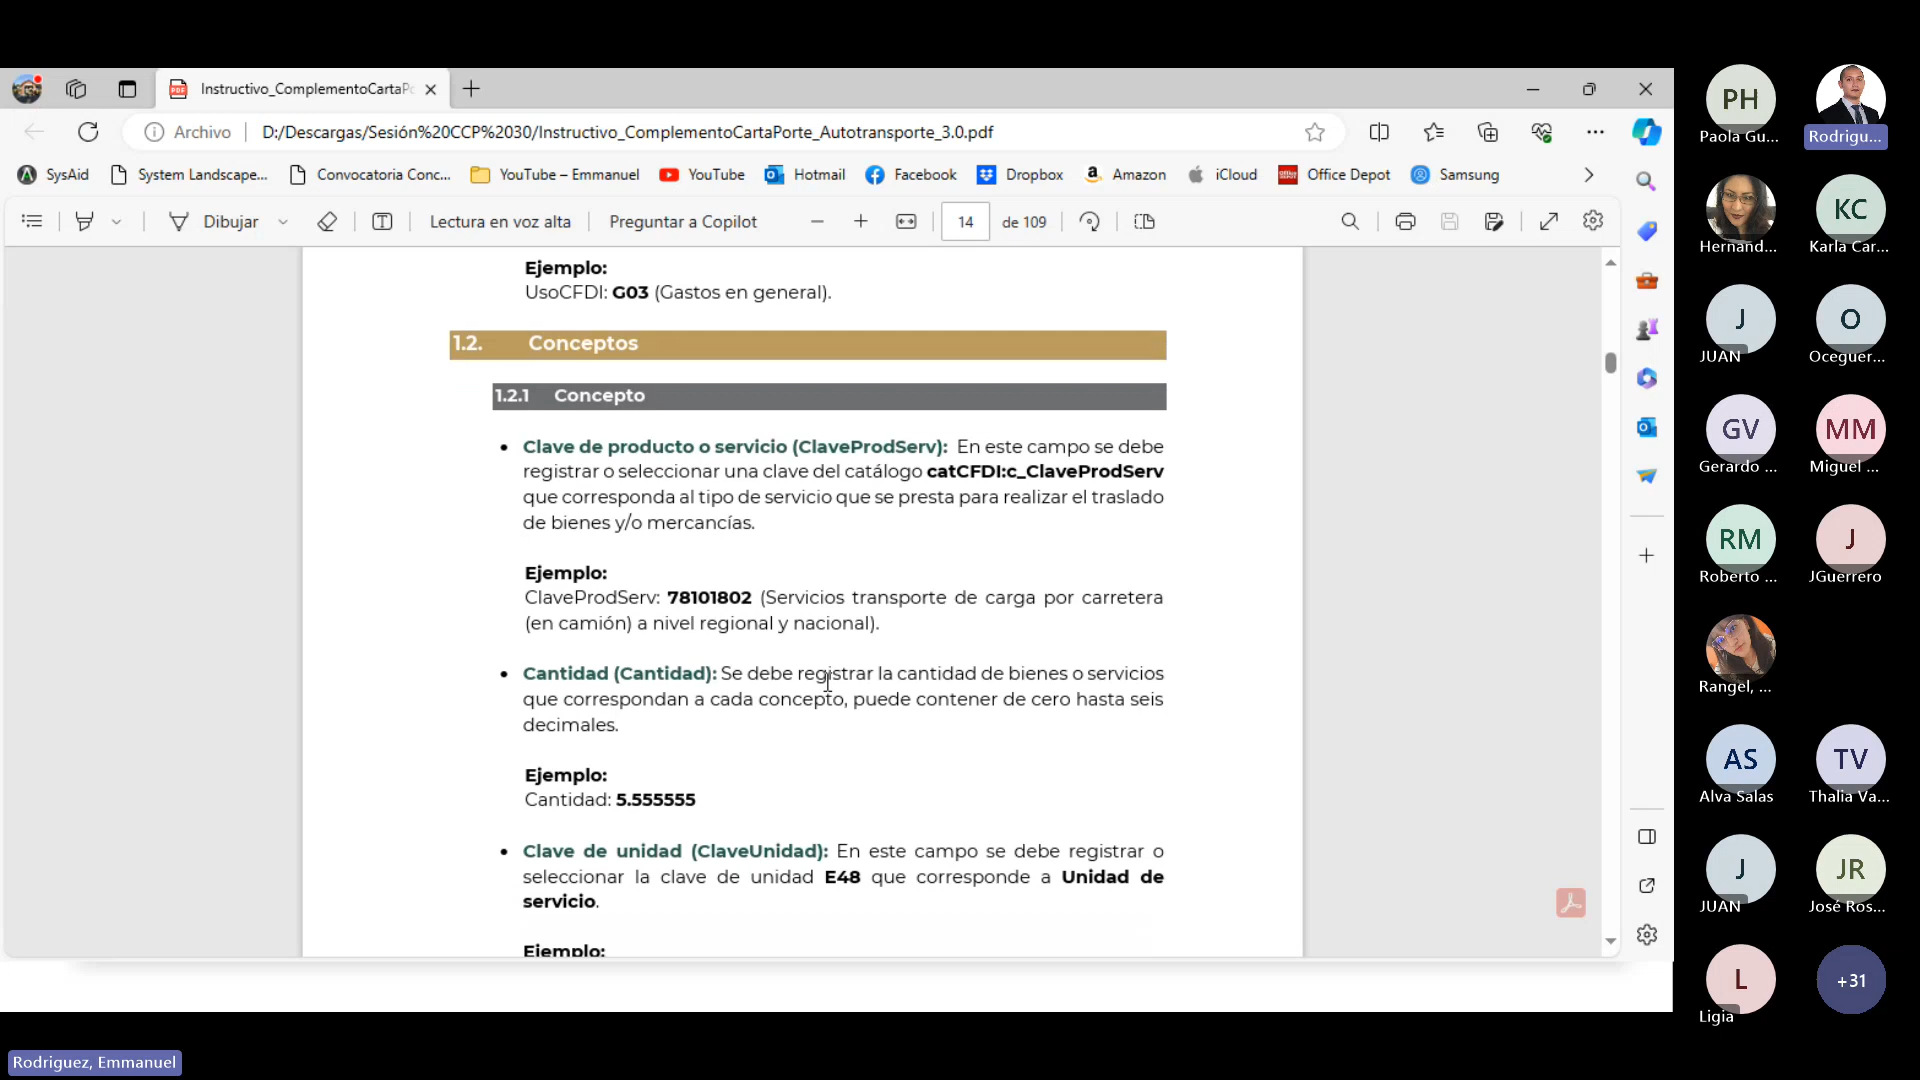 Instructivo_ComplementoCartaPo
Archivo
D:/Descargas/Sesión%20CCP%2030/Instructivo_ComplementoCartaPorte_Autotransporte_3.0.pdf
SysAid
System Landscape...
Convocatoria Conc...
YouTube – Emmanuel
YouTube
Hotmail
Facebook
Dropbox
Amazon
iCloud
Office Depot
Samsung
Dibujar
Lectura en voz alta
Preguntar a Copilot
14
de 109
Ejemplo:
UsoCFDI: G03 (Gastos en general).
1.2. Conceptos
1.2.1 Concepto
• Clave de producto o servicio (ClaveProdServ): En este campo se debe
registrar o seleccionar una clave del catálogo catCFDI:c_ClaveProdServ
que corresponda al tipo de servicio que se presta para realizar el traslado
de bienes y/o mercancías.
Ejemplo:
ClaveProdServ: 78101802 (Servicios transporte de carga por carretera
(en camión) a nivel regional y nacional).
• Cantidad (Cantidad): Se debe registrar la cantidad de bienes o servicios
que correspondan a cada concepto, puede contener de cero hasta seis
decimales.
Ejemplo:
Cantidad: 5.555555
• Clave de unidad (ClaveUnidad): En este campo se debe registrar o
seleccionar la clave de unidad E48 que corresponde a Unidad de
servicio.
Ejemplo:
PH
Paola Gu...
Rodrigu...
Hernand...
KC
Karla Car...
J
JUAN
O
Oceguer...
GV
Gerardo ...
MM
Miguel ...
RM
Roberto ...
J
JGuerrero
Rangel, ...
AS
Alva Salas
TV
Thalia Va...
J
JUAN
JR
José Ros...
L
Ligia
+31
Rodriguez, Emmanuel